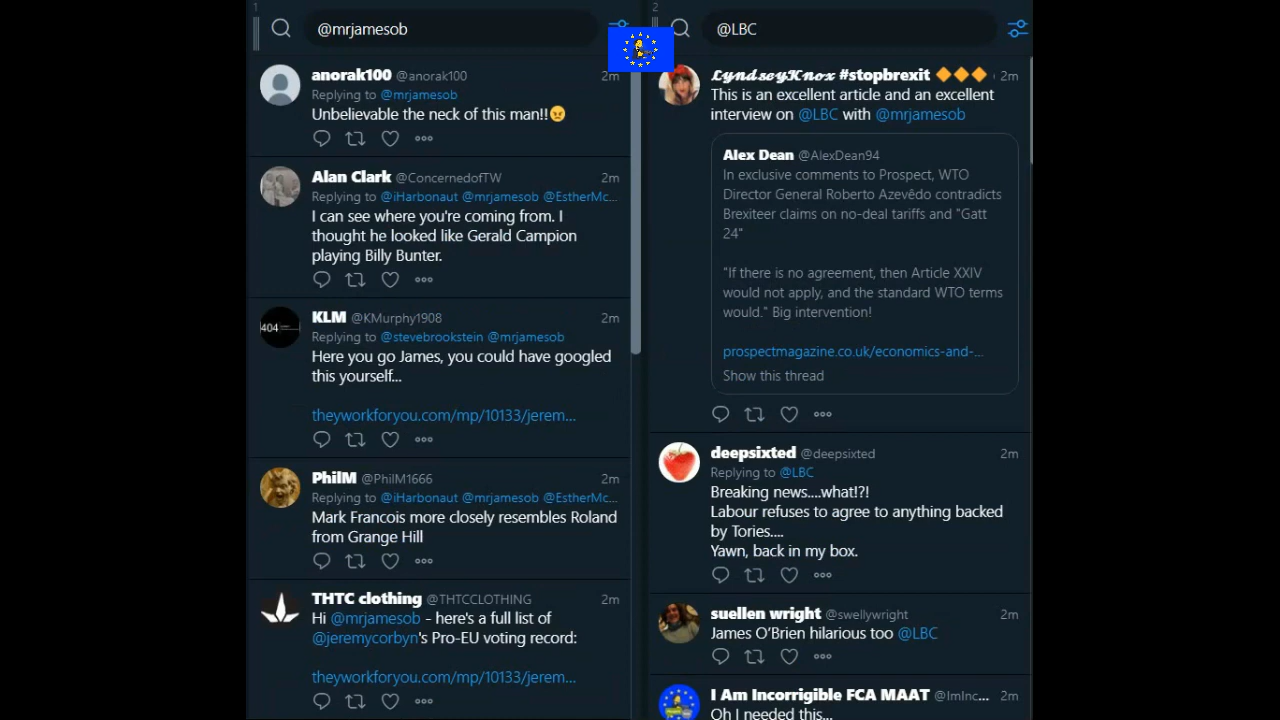 1
@mrjamesob
anorak100 @anorak100 2m
Replying to @mrjamesob
Unbelievable the neck of this man!!😠
Alan Clark @ConcernedofTW 2m
Replying to @iHarbonaut @mrjamesob @EstherMc...
I can see where you're coming from. I
thought he looked like Gerald Campion
playing Billy Bunter.
404
KLM @KMurphy1908 2m
Replying to @stevebrookstein @mrjamesob
Here you go James, you could have googled
this yourself...
theyworkforyou.com/mp/10133/jerem...
PhilM @PhilM1666 2m
Replying to @iHarbonaut @mrjamesob @EstherMc...
Mark Francois more closely resembles Roland
from Grange Hill
THTC clothing @THTCCLOTHING 2m
Hi @mrjamesob - here's a full list of
@jeremycorbyn's Pro-EU voting record:
theyworkforyou.com/mp/10133/jerem...
2
@LBC
𝓛𝔂𝓷𝓭𝓼𝓮𝔂𝓚𝓷𝓸𝔁 #stopbrexit 🔶🔶🔶 2m
This is an excellent article and an excellent
interview on @LBC with @mrjamesob
Alex Dean @AlexDean94
In exclusive comments to Prospect, WTO
Director General Roberto Azevêdo contradicts
Brexiteer claims on no-deal tariffs and "Gatt
24"
"If there is no agreement, then Article XXIV
would not apply, and the standard WTO terms
would." Big intervention!
prospectmagazine.co.uk/economics-and-...
Show this thread
deepsixted @deepsixted 2m
Replying to @LBC
Breaking news....what!?!
Labour refuses to agree to anything backed
by Tories....
Yawn, back in my box.
suellen wright @swellywright 2m
James O'Brien hilarious too @LBC
I Am Incorrigible FCA MAAT @ImInc... 2m
Oh I needed this...